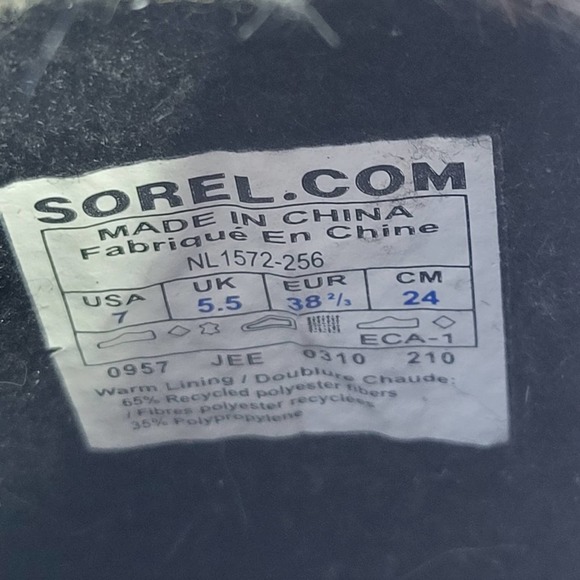 SOREL.COM
MADE IN CHINA
Fabriqué En Chine
NL1572-256
USA UK EUR CM
7 5.5 38 2/3 24
ECA-1
0957 JEE 0310 210
Warm Lining / Doublure Chaude:
65% Recycled polyester fibers
/ Fibres polyester recyclées
35% Polypropylene